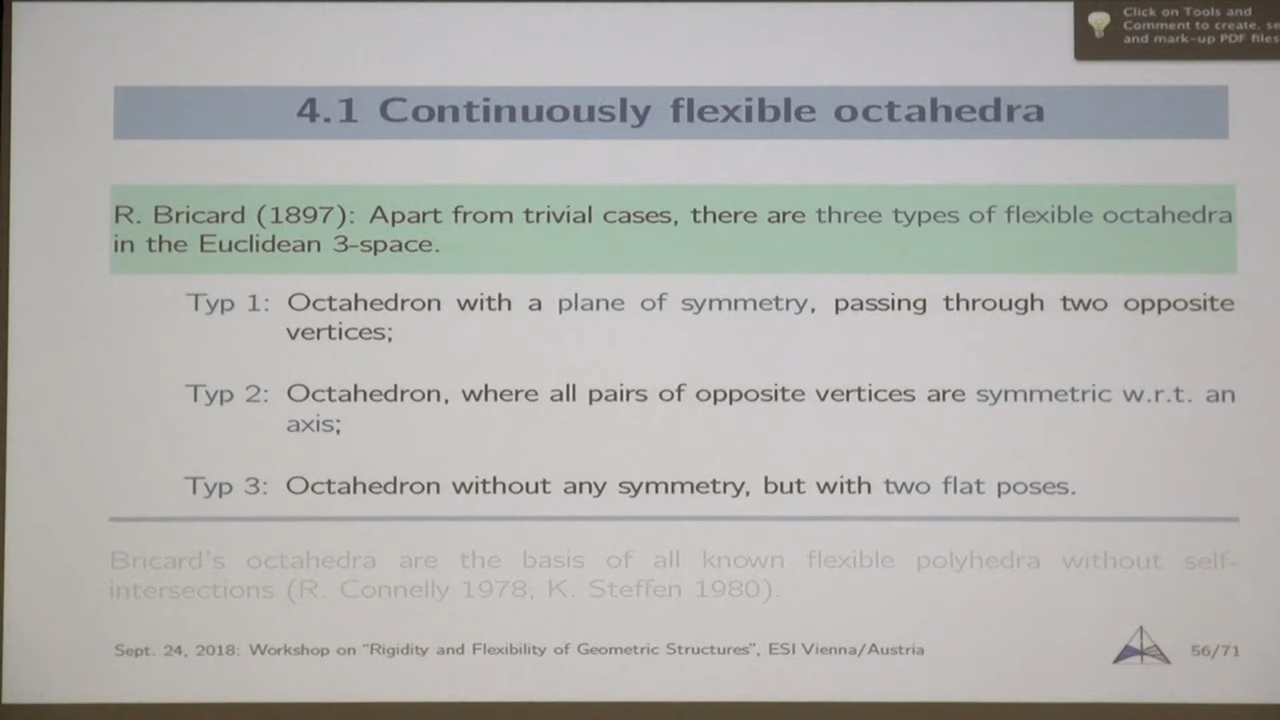 Click on Tools and
Comment to create, se
and mark-up PDF files
4.1 Continuously flexible octahedra
R. Bricard (1897): Apart from trivial cases, there are three types of flexible octahedra
in the Euclidean 3-space.
Typ 1: Octahedron with a plane of symmetry, passing through two opposite
vertices;
Typ 2: Octahedron, where all pairs of opposite vertices are symmetric w.r.t. an
axis;
Typ 3: Octahedron without any symmetry, but with two flat poses.
Bricard's octahedra are the basis of all known flexible polyhedra without self-
intersections (R. Connelly 1978, K. Steffen 1980).
Sept. 24, 2018: Workshop on "Rigidity and Flexibility of Geometric Structures", ESI Vienna/Austria
56/71